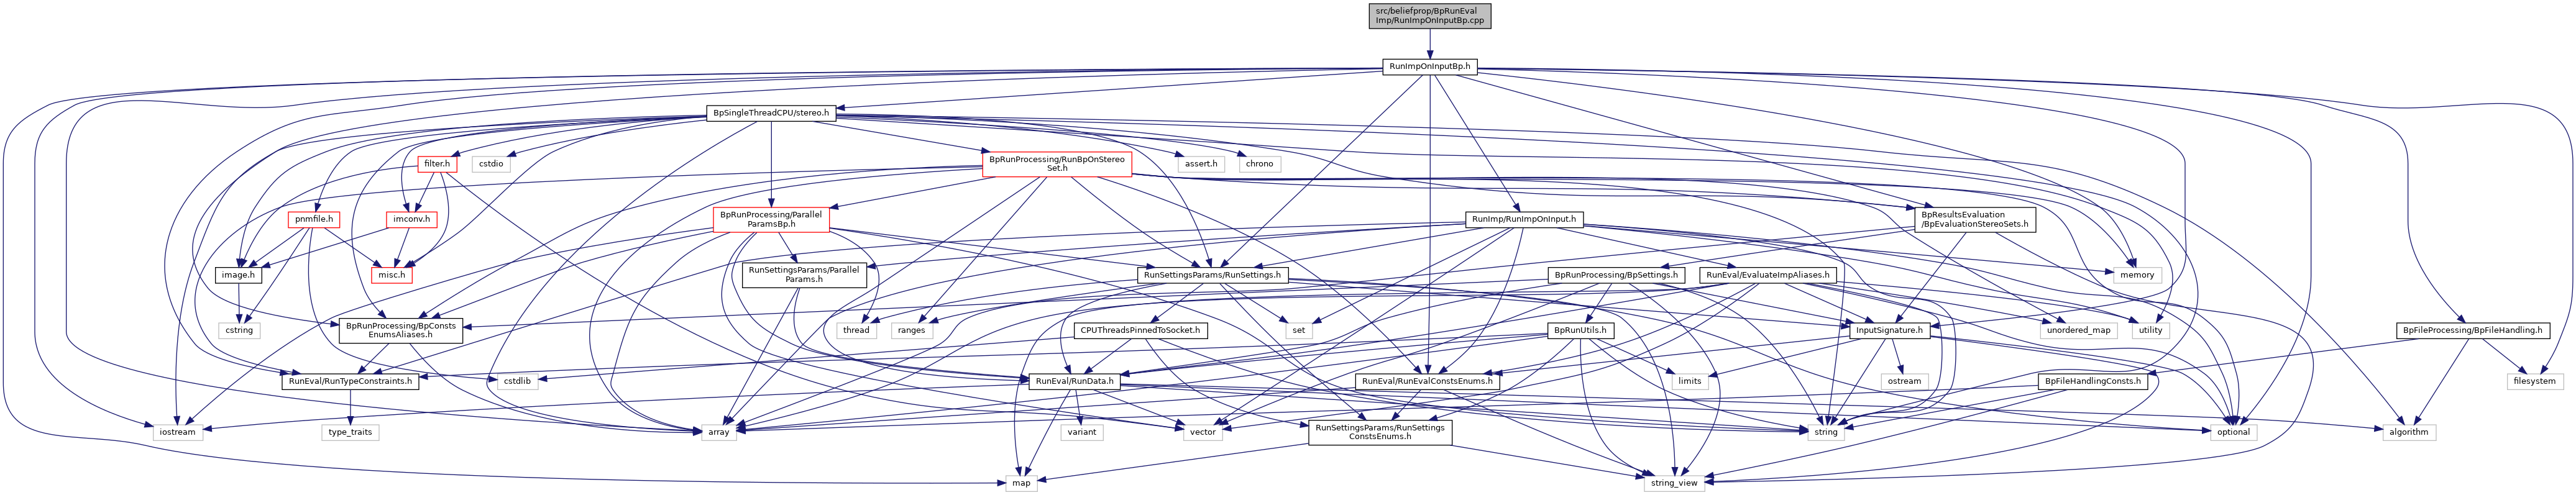 src/beliefprop/BpRunEval
Imp/RunImpOnInputBp.cpp
RunImpOnInputBp.h
BpSingleThreadCPU/stereo.h
filter.h
cstdio
BpRunProcessing/RunBpOnStereo
Set.h
assert.h
chrono
pnmfile.h
imconv.h
BpRunProcessing/Parallel
ParamsBp.h
RunImp/RunImpOnInput.h
BpResultsEvaluation
/BpEvaluationStereoSets.h
image.h
misc.h
RunSettingsParams/Parallel
Params.h
RunSettingsParams/RunSettings.h
BpRunProcessing/BpSettings.h
RunEval/EvaluateImpAliases.h
memory
cstring
BpRunProcessing/BpConsts
EnumsAliases.h
thread
ranges
CPUThreadsPinnedToSocket.h
set
BpRunUtils.h
InputSignature.h
unordered_map
utility
BpFileProcessing/BpFileHandling.h
RunEval/RunTypeConstraints.h
cstdlib
RunEval/RunData.h
RunEval/RunEvalConstsEnums.h
limits
ostream
BpFileHandlingConsts.h
filesystem
iostream
type_traits
array
variant
vector
RunSettingsParams/RunSettings
ConstsEnums.h
string
optional
algorithm
map
string_view